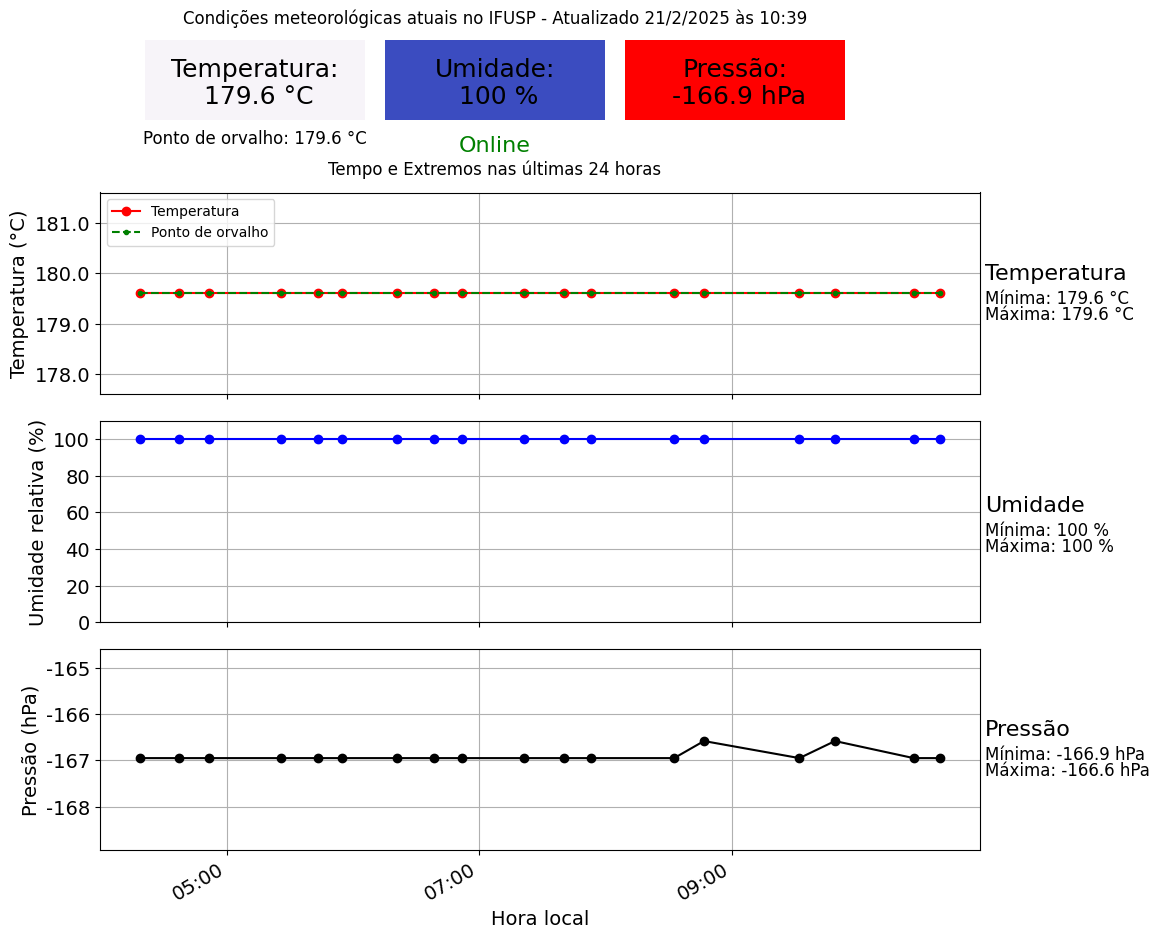 Condições meteorológicas atuais no IFUSP - Atualizado 21/2/2025 às 10:39
Temperatura:
179.6 °C
Umidade:
100 %
Pressão:
-166.9 hPa
Ponto de orvalho: 179.6 °C
Online
Tempo e Extremos nas últimas 24 horas
Temperatura (°C)
181.0
180.0
179.0
178.0
Temperatura
Ponto de orvalho
Temperatura
Mínima: 179.6 °C
Máxima: 179.6 °C
Umidade relativa (%)
100
80
60
40
20
0
Umidade
Mínima: 100 %
Máxima: 100 %
Pressão (hPa)
-165
-166
-167
-168
Pressão
Mínima: -166.9 hPa
Máxima: -166.6 hPa
05:00
07:00
09:00
Hora local